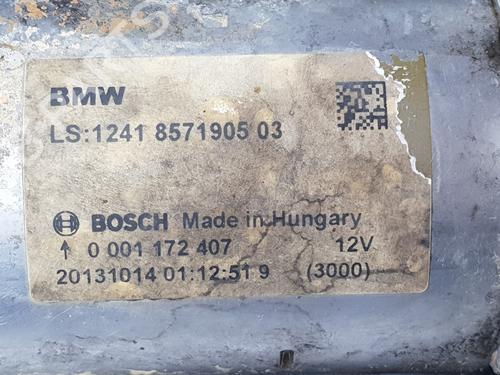 BMW
LS:1241 8571905 03
BOSCH Made in Hungary
0 001 172 407 12V
20131014 01:12:51 9 (3000)